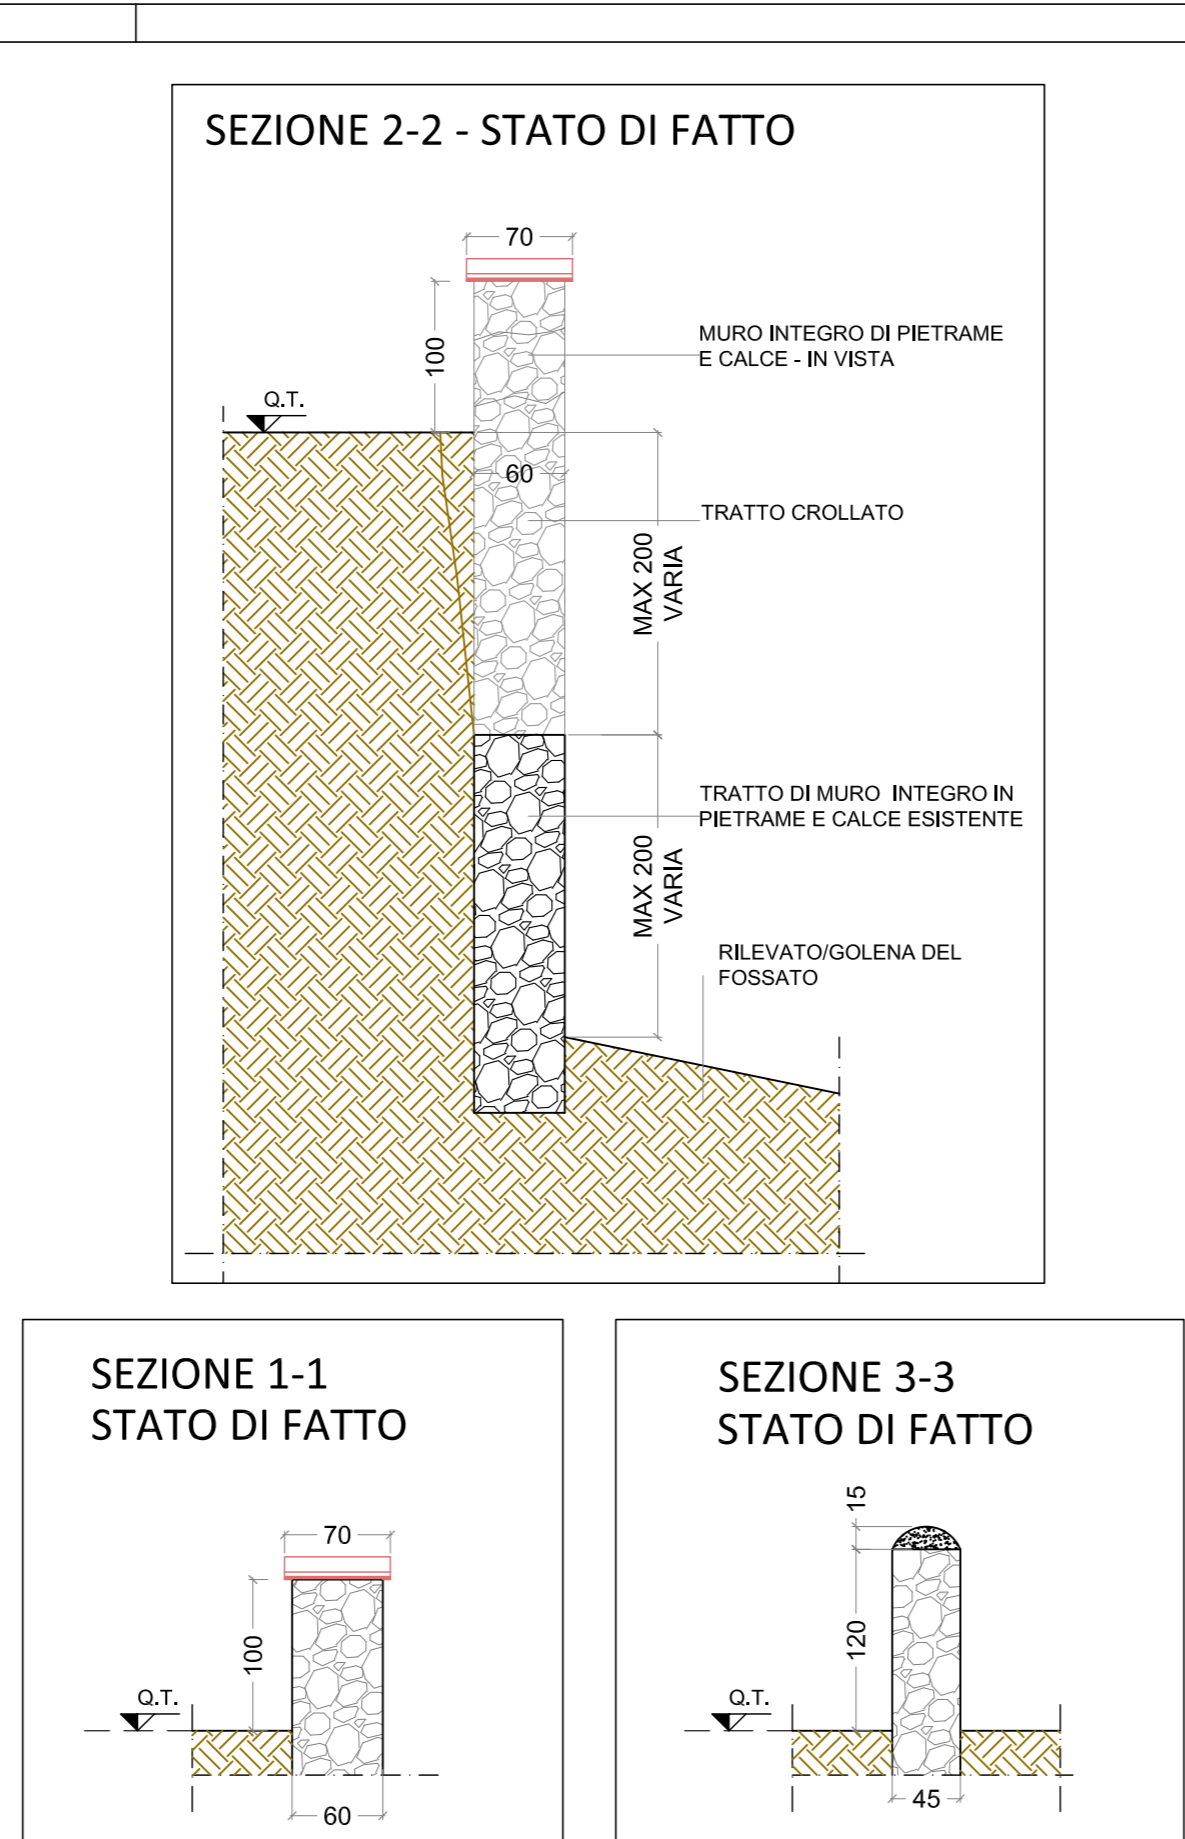 SEZIONE 2-2 - STATO DI FATTO
70
MURO INTEGRO DI PIETRAME
E CALCE - IN VISTA
100
Q.T.
60
TRATTO CROLLATO
MAX 200
VARIA
TRATTO DI MURO INTEGRO IN
PIETRAME E CALCE ESISTENTE
MAX 200
VARIA
RILEVATO/GOLENA DEL
FOSSATO
SEZIONE 1-1
STATO DI FATTO
70
100
Q.T.
60
SEZIONE 3-3
STATO DI FATTO
15
120
Q.T.
45